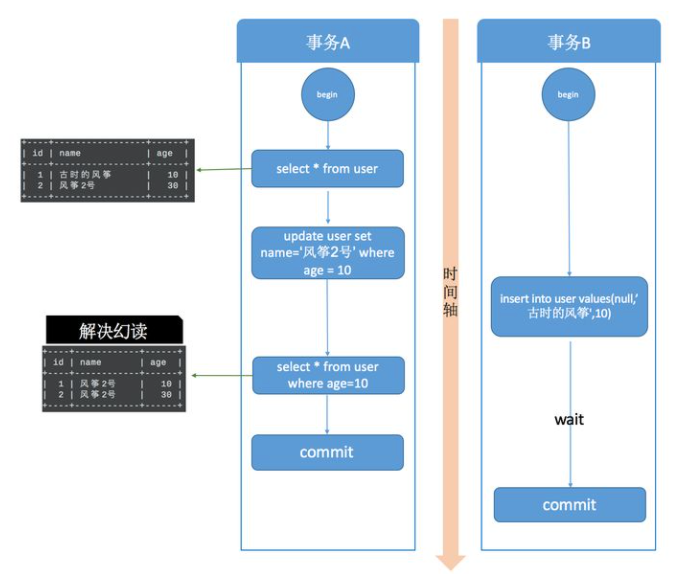 事务A
事务B
begin
begin
select * from user
+----+--------------+------+
| id | name | age |
+----+--------------+------+
| 1 | 古时的风筝 | 10 |
| 2 | 风筝2号 | 30 |
+----+--------------+------+
update user set
name='风筝2号' where
age = 10
时
间
轴
insert into user values(null,'
古时的风筝',10)
解决幻读
+----+--------------+------+
| id | name | age |
+----+--------------+------+
| 1 | 风筝2号 | 10 |
| 2 | 风筝2号 | 30 |
+----+--------------+------+
select * from user
where age=10
wait
commit
commit